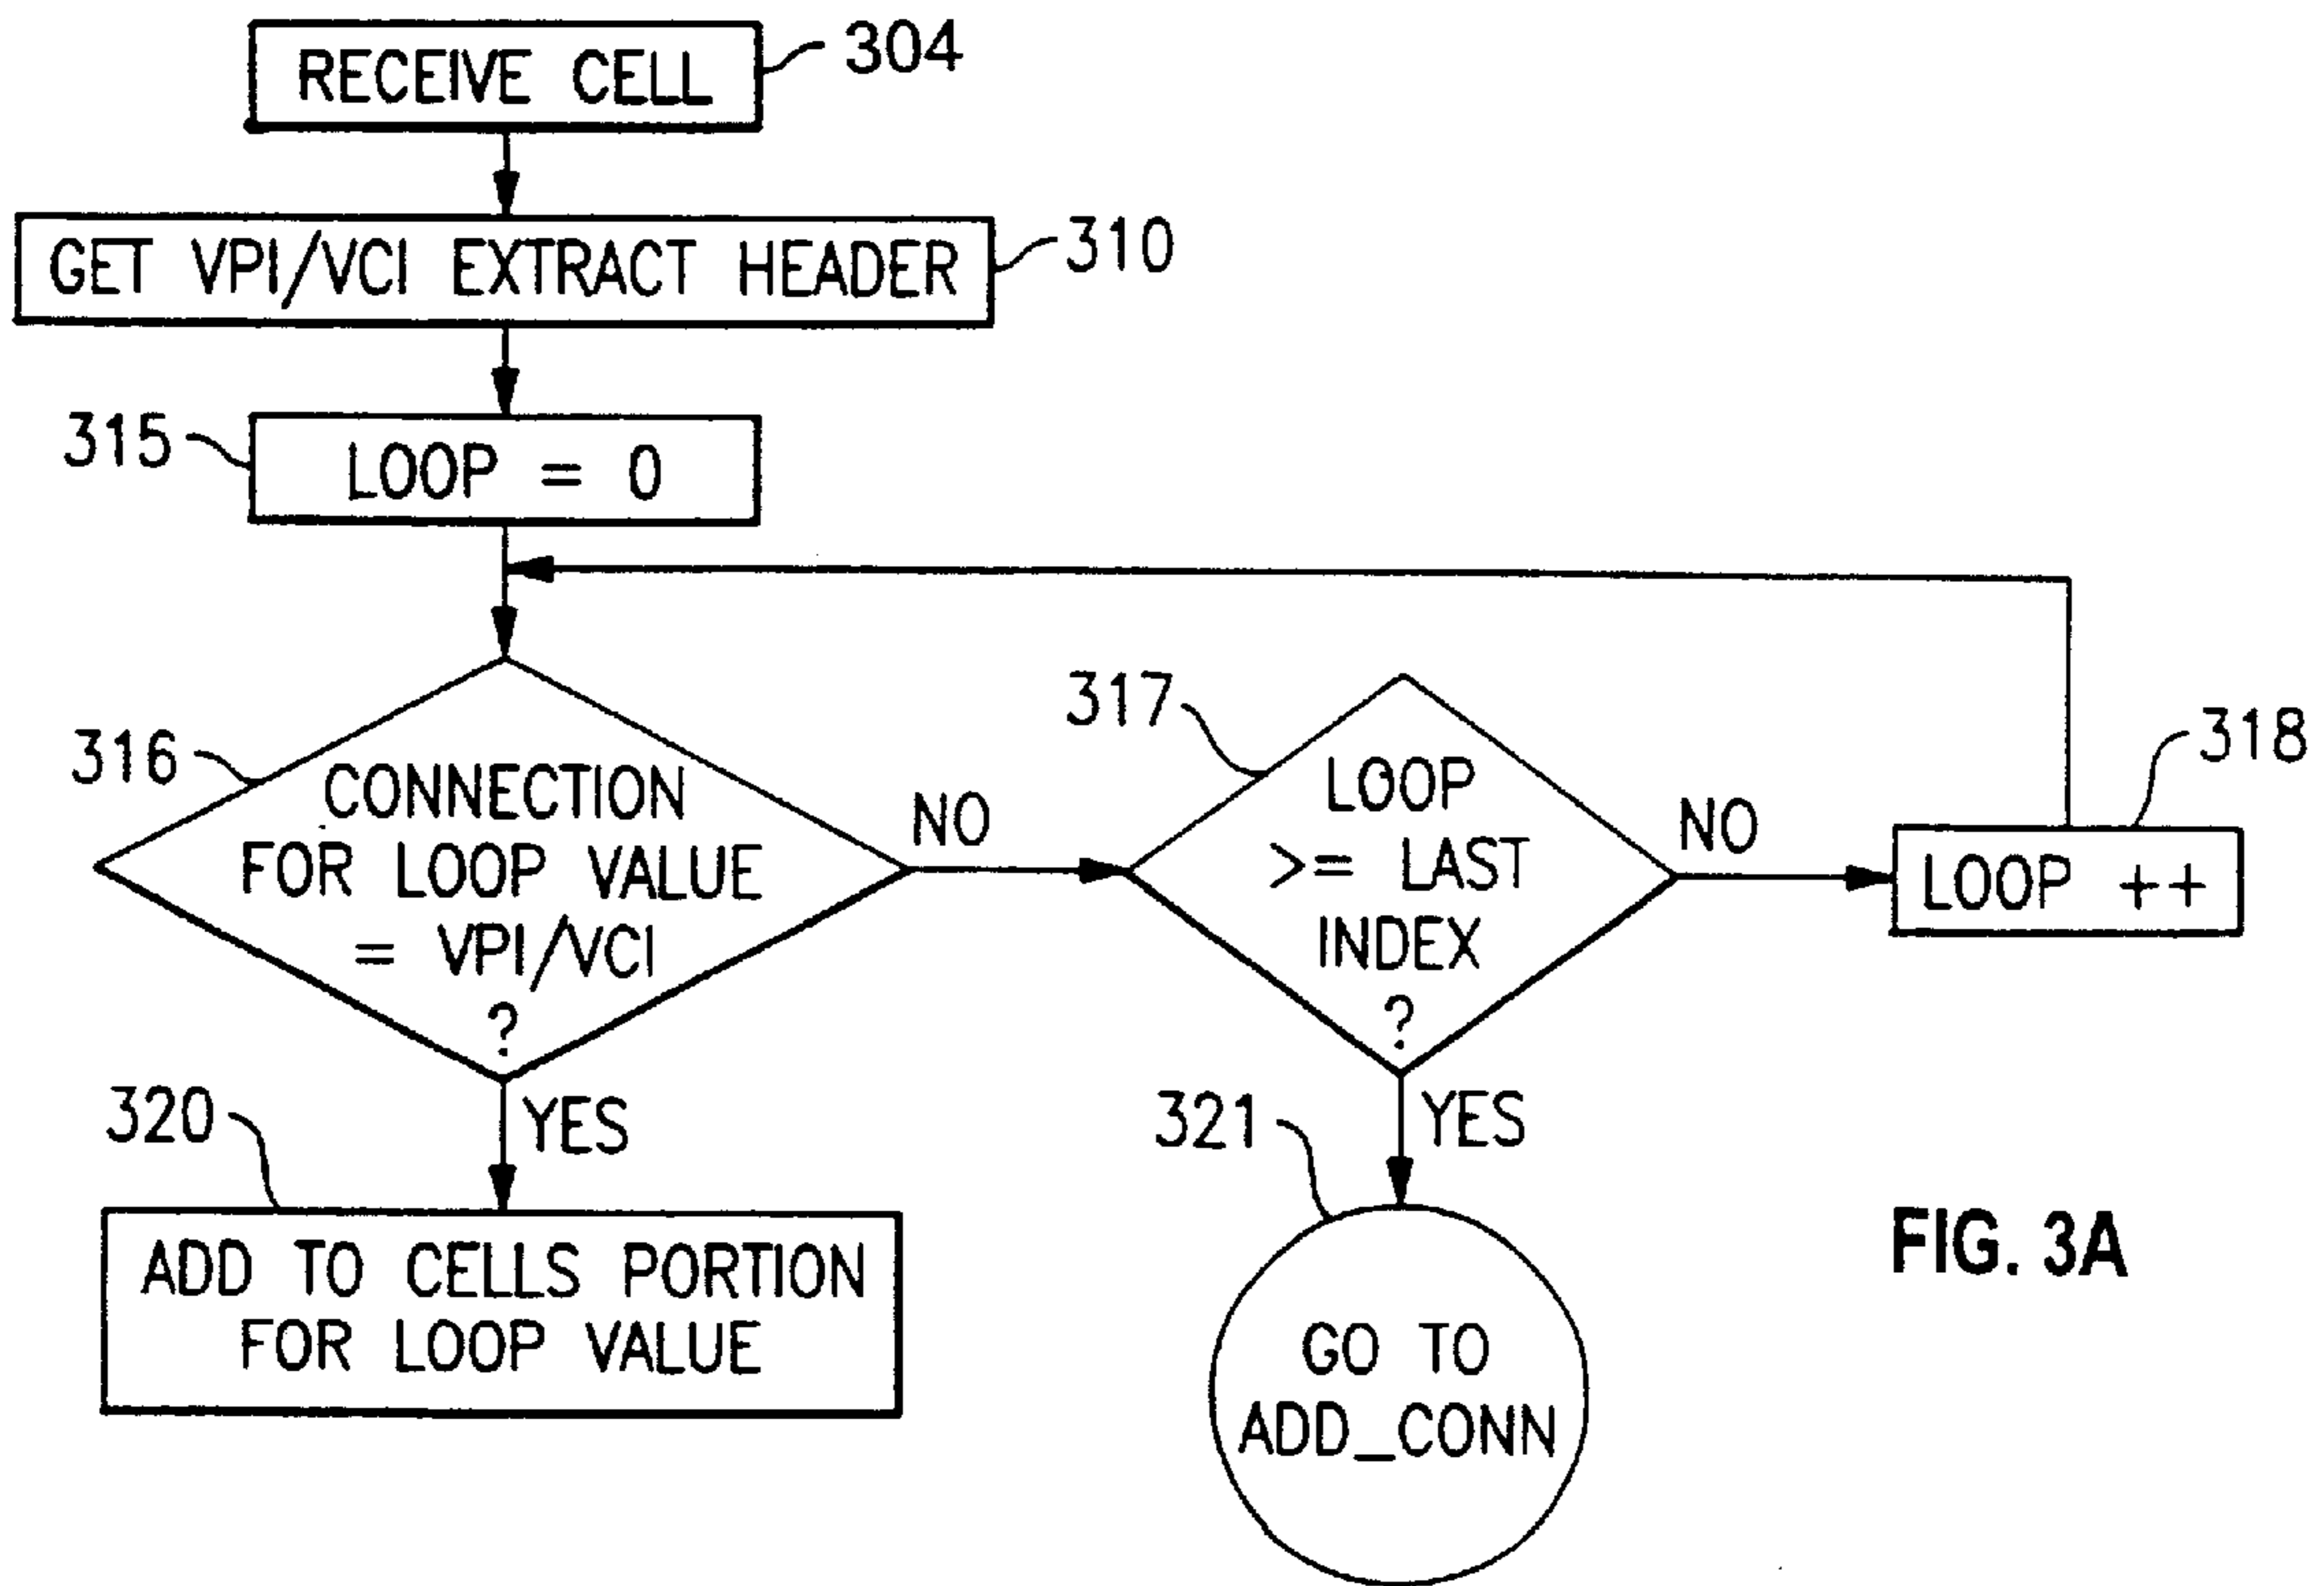 RECEIVE CELL
304
GET VPI/VCI EXTRACT HEADER
310
315
LOOP = 0
316
CONNECTION
FOR LOOP VALUE
= VPI/VCI
?
NO
317
LOOP
>= LAST
INDEX
?
NO
318
LOOP ++
YES
320
ADD TO CELLS PORTION
FOR LOOP VALUE
YES
321
GO TO
ADD_CONN
FIG. 3A